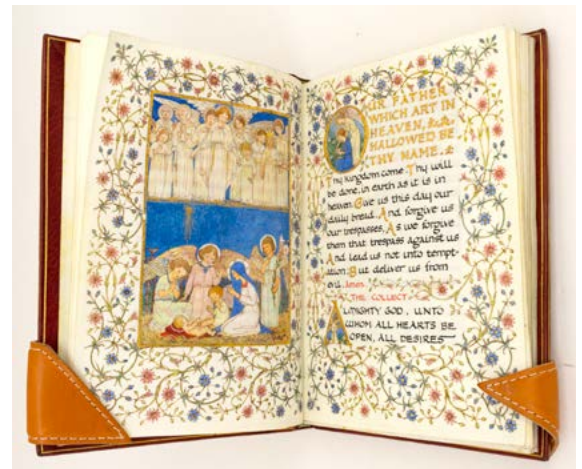 OUR FATHER
WHICH ART IN
HEAVEN,
HALLOWED BE
THY NAME.
Thy Kingdom come. Thy will
be done, in earth as it is in
heaven. Give us this day our
daily bread. And forgive us
our trespasses, As we forgive
them that trespass against us
And lead us not into tempt-
ation: But deliver us from
evil. Amen.
THE COLLECT
ALMIGHTY GOD, UNTO
WHOM ALL HEARTS BE
OPEN, ALL DESIRES